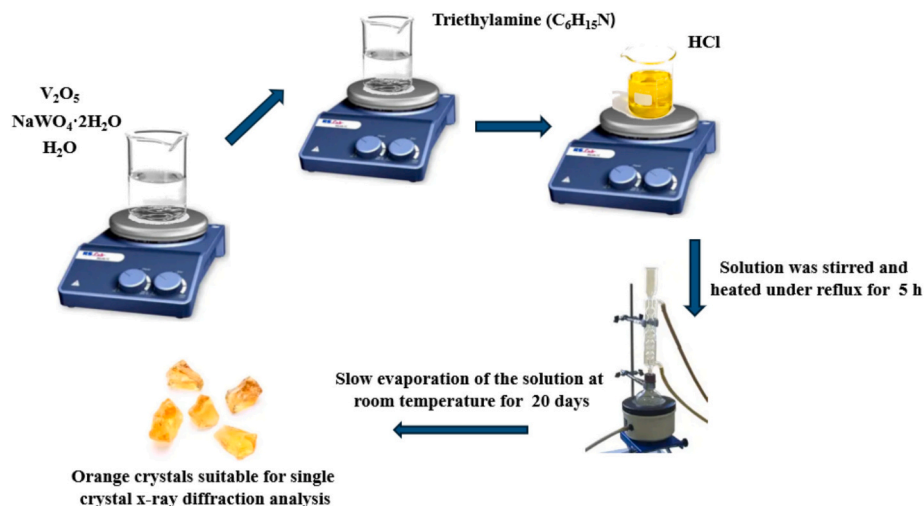 V₂O₅
NaWO₄·2H₂O
H₂O
Triethylamine (C₆H₁₅N)
HCl
Solution was stirred and
heated under reflux for 5 h
Slow evaporation of the solution at
room temperature for 20 days
Orange crystals suitable for single
crystal x-ray diffraction analysis